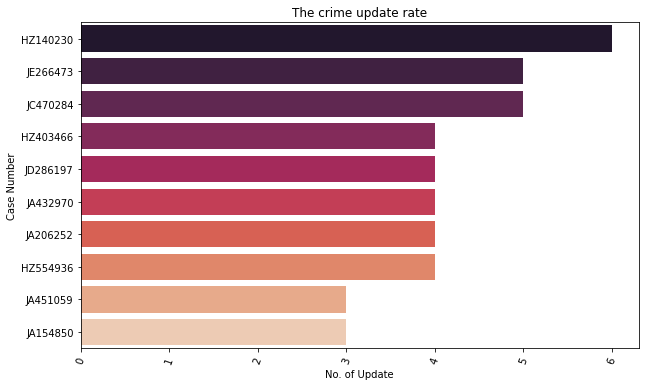 The crime update rate
Case Number
HZ140230
JE266473
JC470284
HZ403466
JD286197
JA432970
JA206252
HZ554936
JA451059
JA154850
0 1 2 3 4 5 6
No. of Update